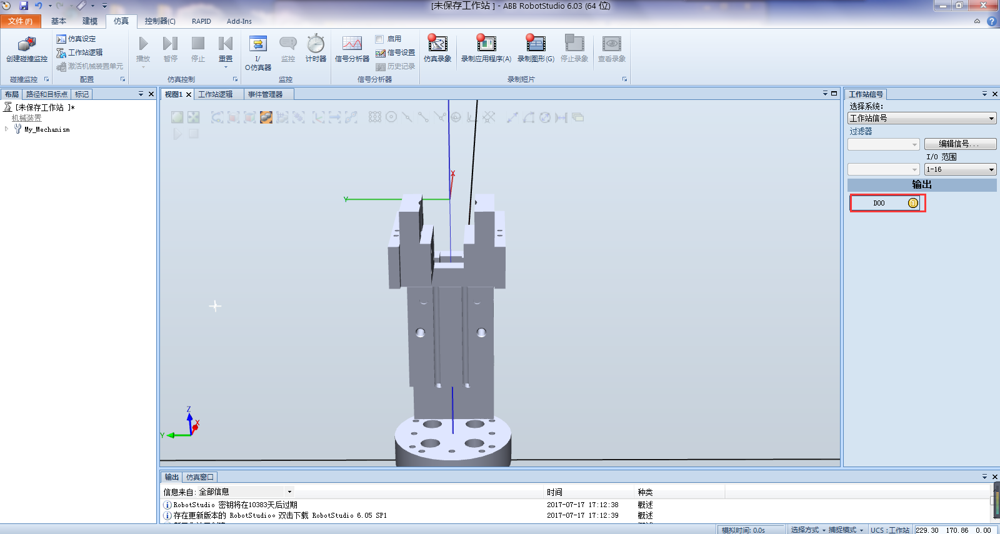 [未保存工作站 ] - ABB RobotStudio 6.03 (64 位)
文件(F) 基本 建模 仿真 控制器(C) RAPID Add-Ins
创建碰撞监控
碰撞监控
仿真设定
工作站逻辑
激活机械装置单元
配置
播放 暂停 停止 重置
仿真控制
I/
O仿真器
监控 计时器
监控
信号分析器
启用
信号设置
历史记录
信号分析器
仿真录象 录制应用程序(A) 录制图形(G) 停止录象 查看录象
录制短片
布局 路径和目标点 标记
[未保存工作站 ]*
机械装置
My_Mechanism
视图1 工作站逻辑 事件管理器
X
Y
Z
X
Y
工作站信号
选择系统:
工作站信号
过滤器
编辑信号...
I/O 范围
1-16
输出
DO0 1
输出 仿真窗口
信息来自: 全部信息 时间 种类
RobotStudio 密钥将在10383天后过期 2017-07-17 17:12:38 概述
存在更新版本的 RobotStudio。双击下载 RobotStudio 6.05 SP1 2017-07-17 17:12:39 概述
模拟时间: 0.0s 选择方式 捕捉模式 UCS : 工作站 229.30 170.86 0.00